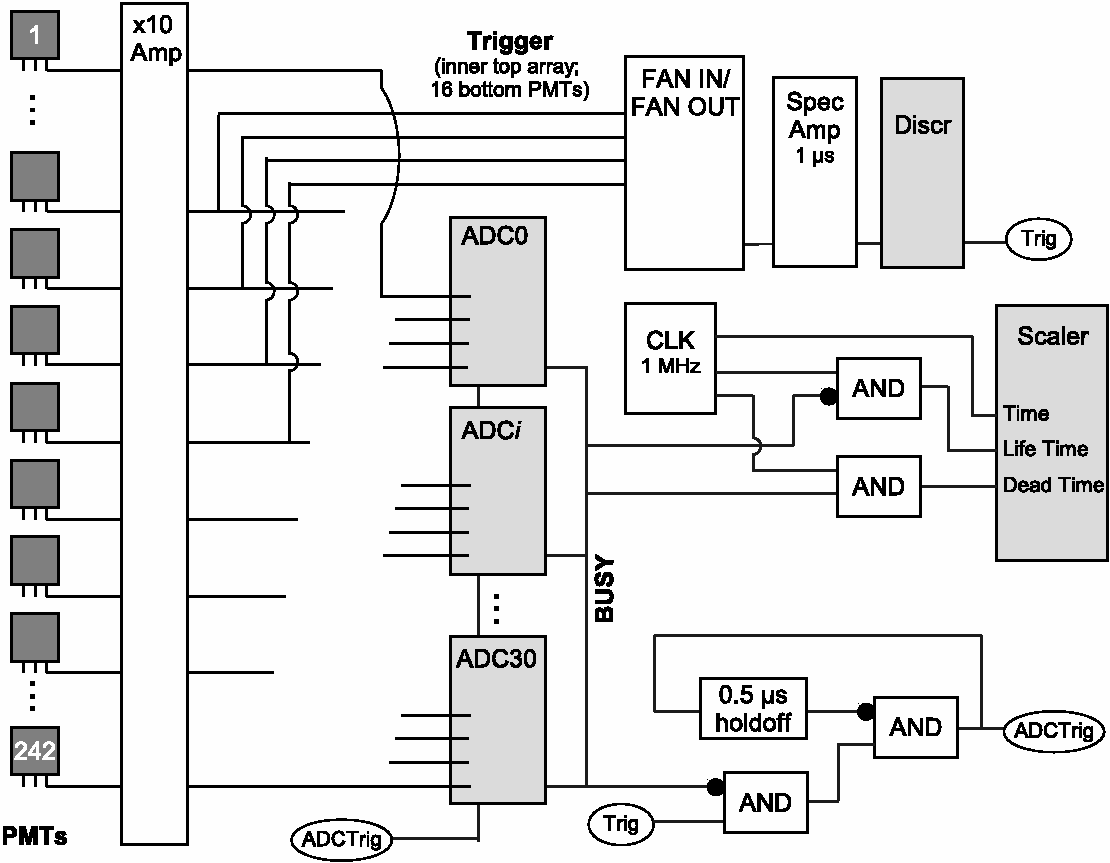 1
x10
Amp
Trigger
(inner top array;
16 bottom PMTs)
FAN IN/
FAN OUT
Spec
Amp
1 µs
Discr
Trig
ADC0
CLK
1 MHz
AND
Scaler
Time
Life Time
Dead Time
ADCi
AND
BUSY
ADC30
0.5 µs
holdoff
AND
ADCTrig
242
AND
Trig
ADCTrig
PMTs